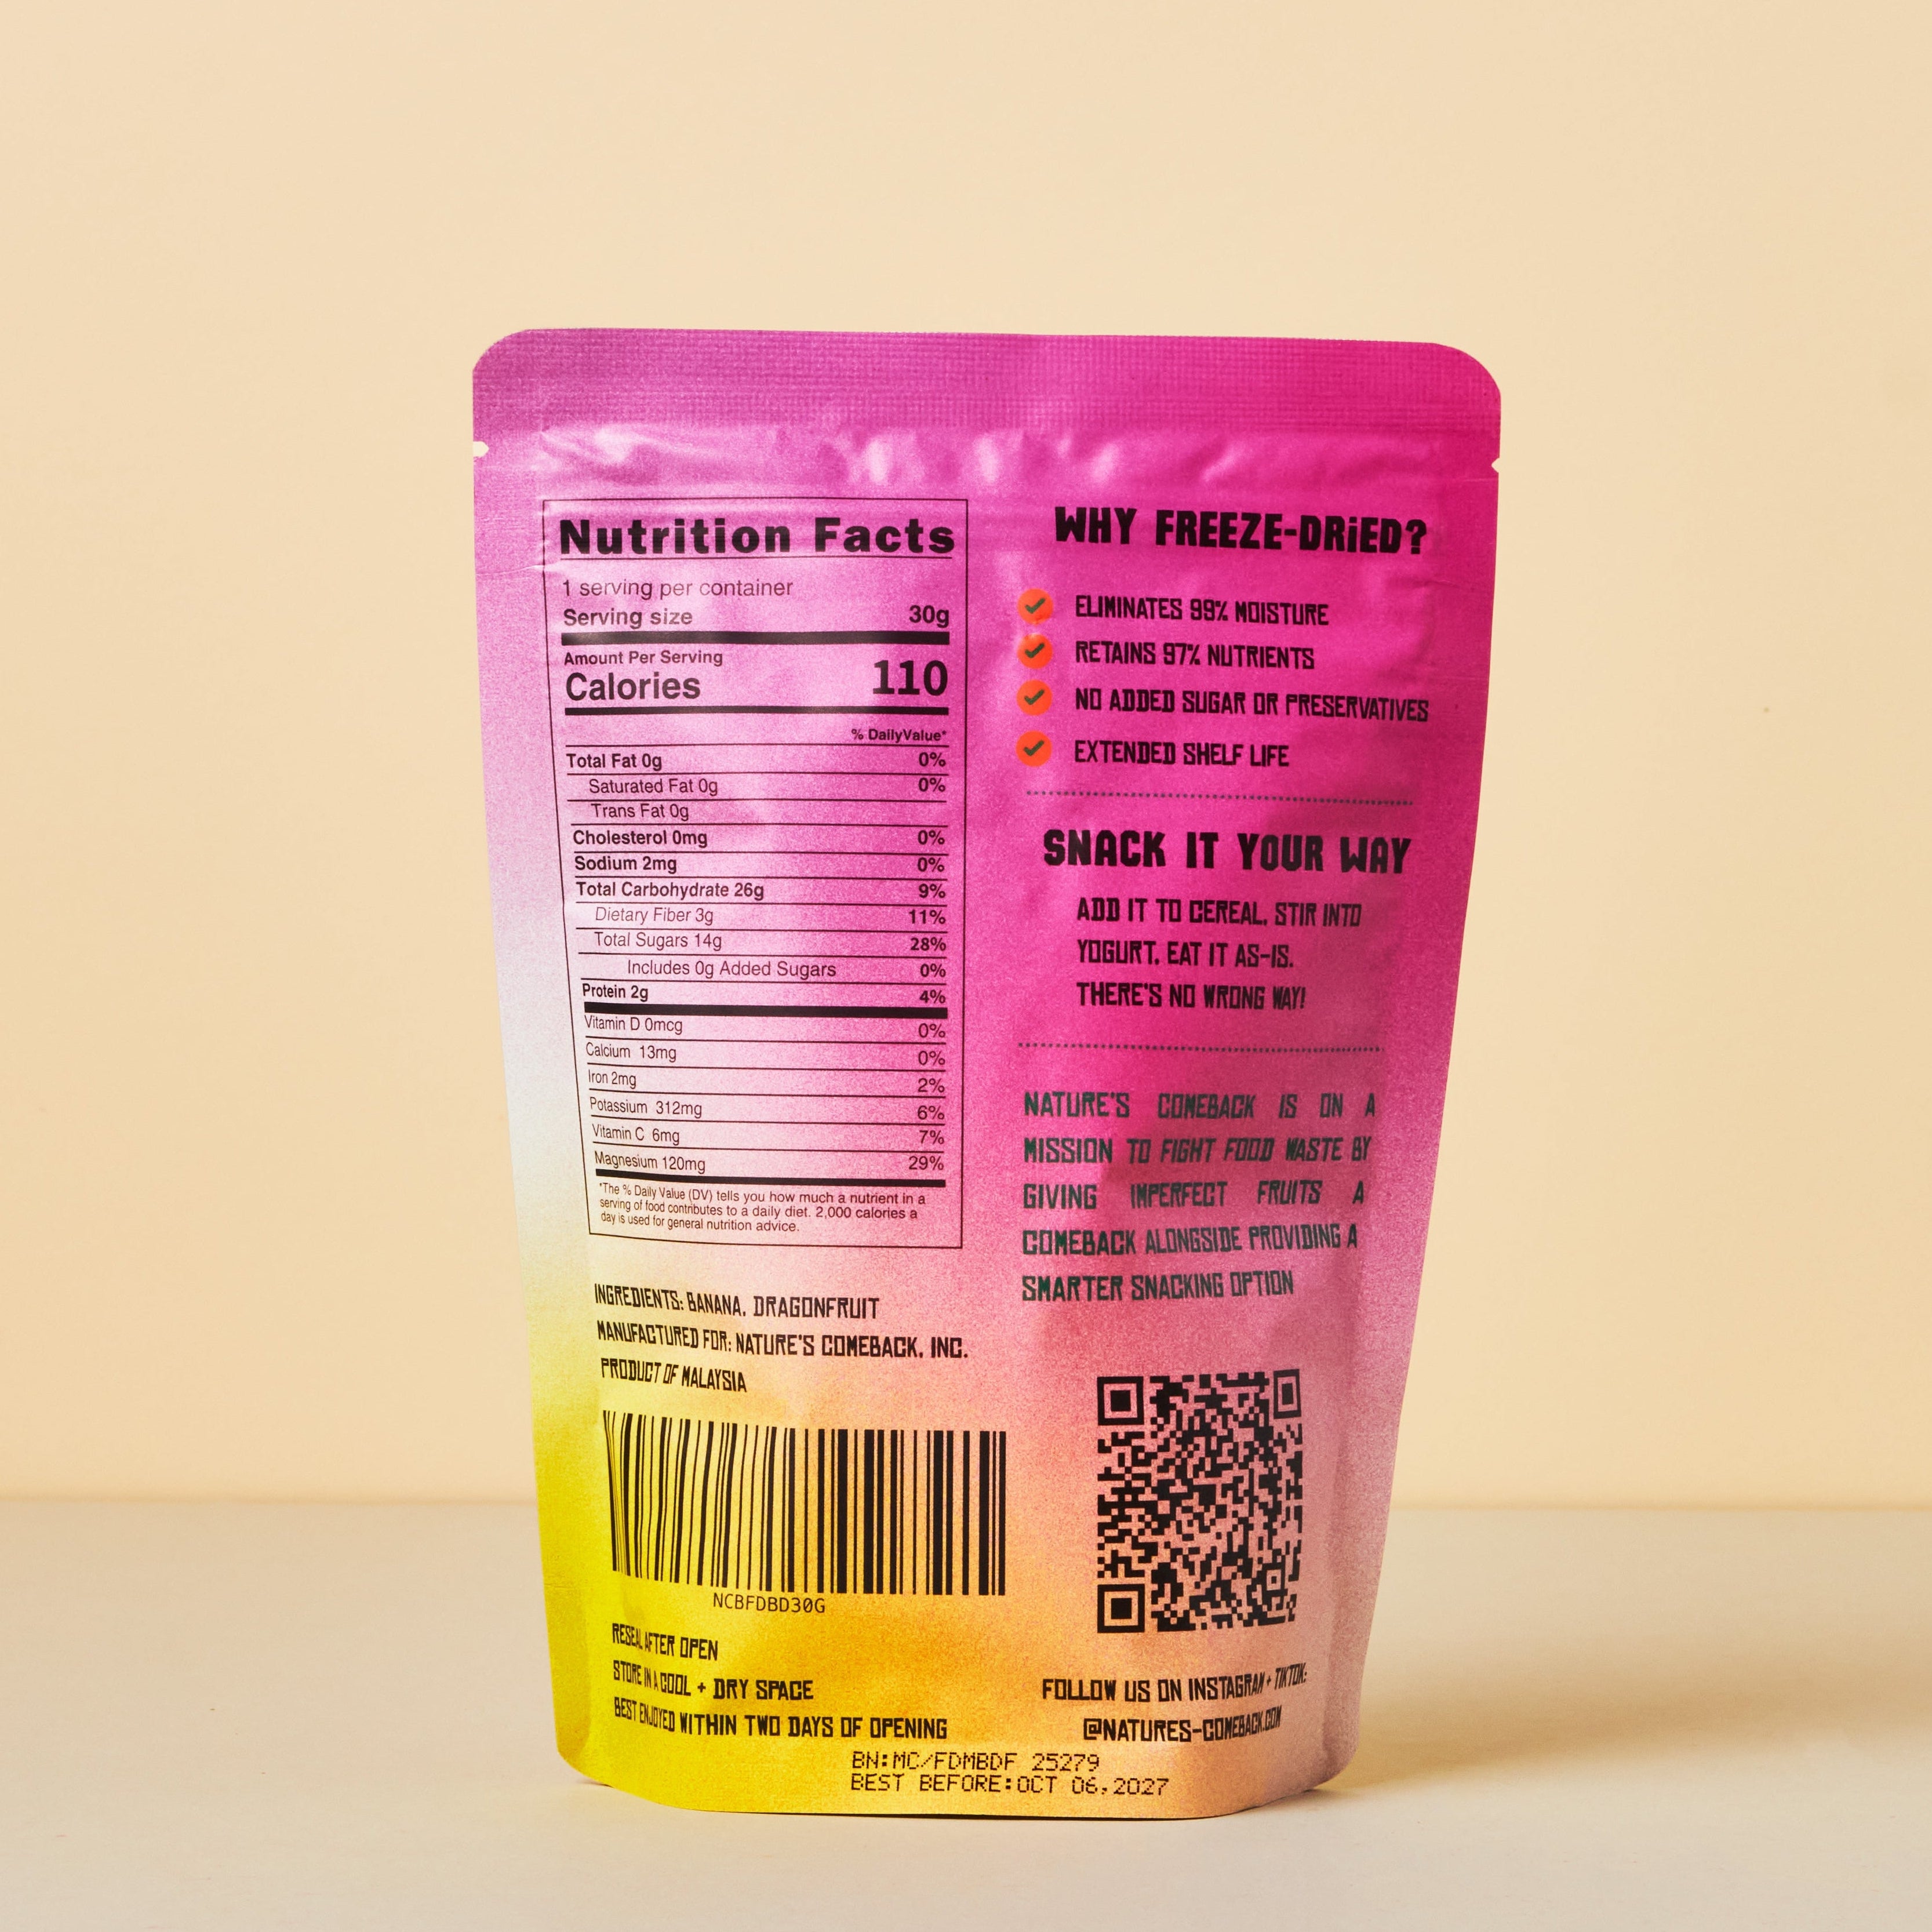 Nutrition Facts
1 serving per container
Serving size 30g
Amount Per Serving
Calories 110
% DailyValue*
Total Fat 0g 0%
Saturated Fat 0g 0%
Trans Fat 0g
Cholesterol 0mg 0%
Sodium 2mg 0%
Total Carbohydrate 26g 9%
Dietary Fiber 3g 11%
Total Sugars 14g 28%
Includes 0g Added Sugars 0%
Protein 2g 4%
Vitamin D 0mcg 0%
Calcium 13mg 0%
Iron 2mg 2%
Potassium 312mg 6%
Vitamin C 6mg 7%
Magnesium 120mg 29%
*The % Daily Value (DV) tells you how much a nutrient in a
serving of food contributes to a daily diet. 2,000 calories a
day is used for general nutrition advice.
INGREDIENTS: BANANA, DRAGONFRUIT
MANUFACTURED FOR: NATURE'S COMEBACK, INC.
PRODUCT OF MALAYSIA
NCBFDBD30G
RESEAL AFTER OPEN
STORE IN A COOL + DRY SPACE
BEST ENJOYED WITHIN TWO DAYS OF OPENING
WHY FREEZE-DRiED?
ELIMINATES 99% MOISTURE
RETAINS 97% NUTRIENTS
NO ADDED SUGAR OR PRESERVATIVES
EXTENDED SHELF LIFE
SNACK IT YOUR WAY
ADD IT TO CEREAL, STIR INTO
YOGURT, EAT IT AS-IS.
THERE'S NO WRONG WAY!
NATURE'S COMEBACK IS ON A
MISSION TO FIGHT FOOD WASTE BY
GIVING IMPERFECT FRUITS A
COMEBACK ALONGSIDE PROVIDING A
SMARTER SNACKING OPTION
FOLLOW US ON INSTAGRAM + TIKTOK:
@NATURES-COMEBACK.COM
BN:MC/FDMBDF 25279
BEST BEFORE:OCT 06,2027